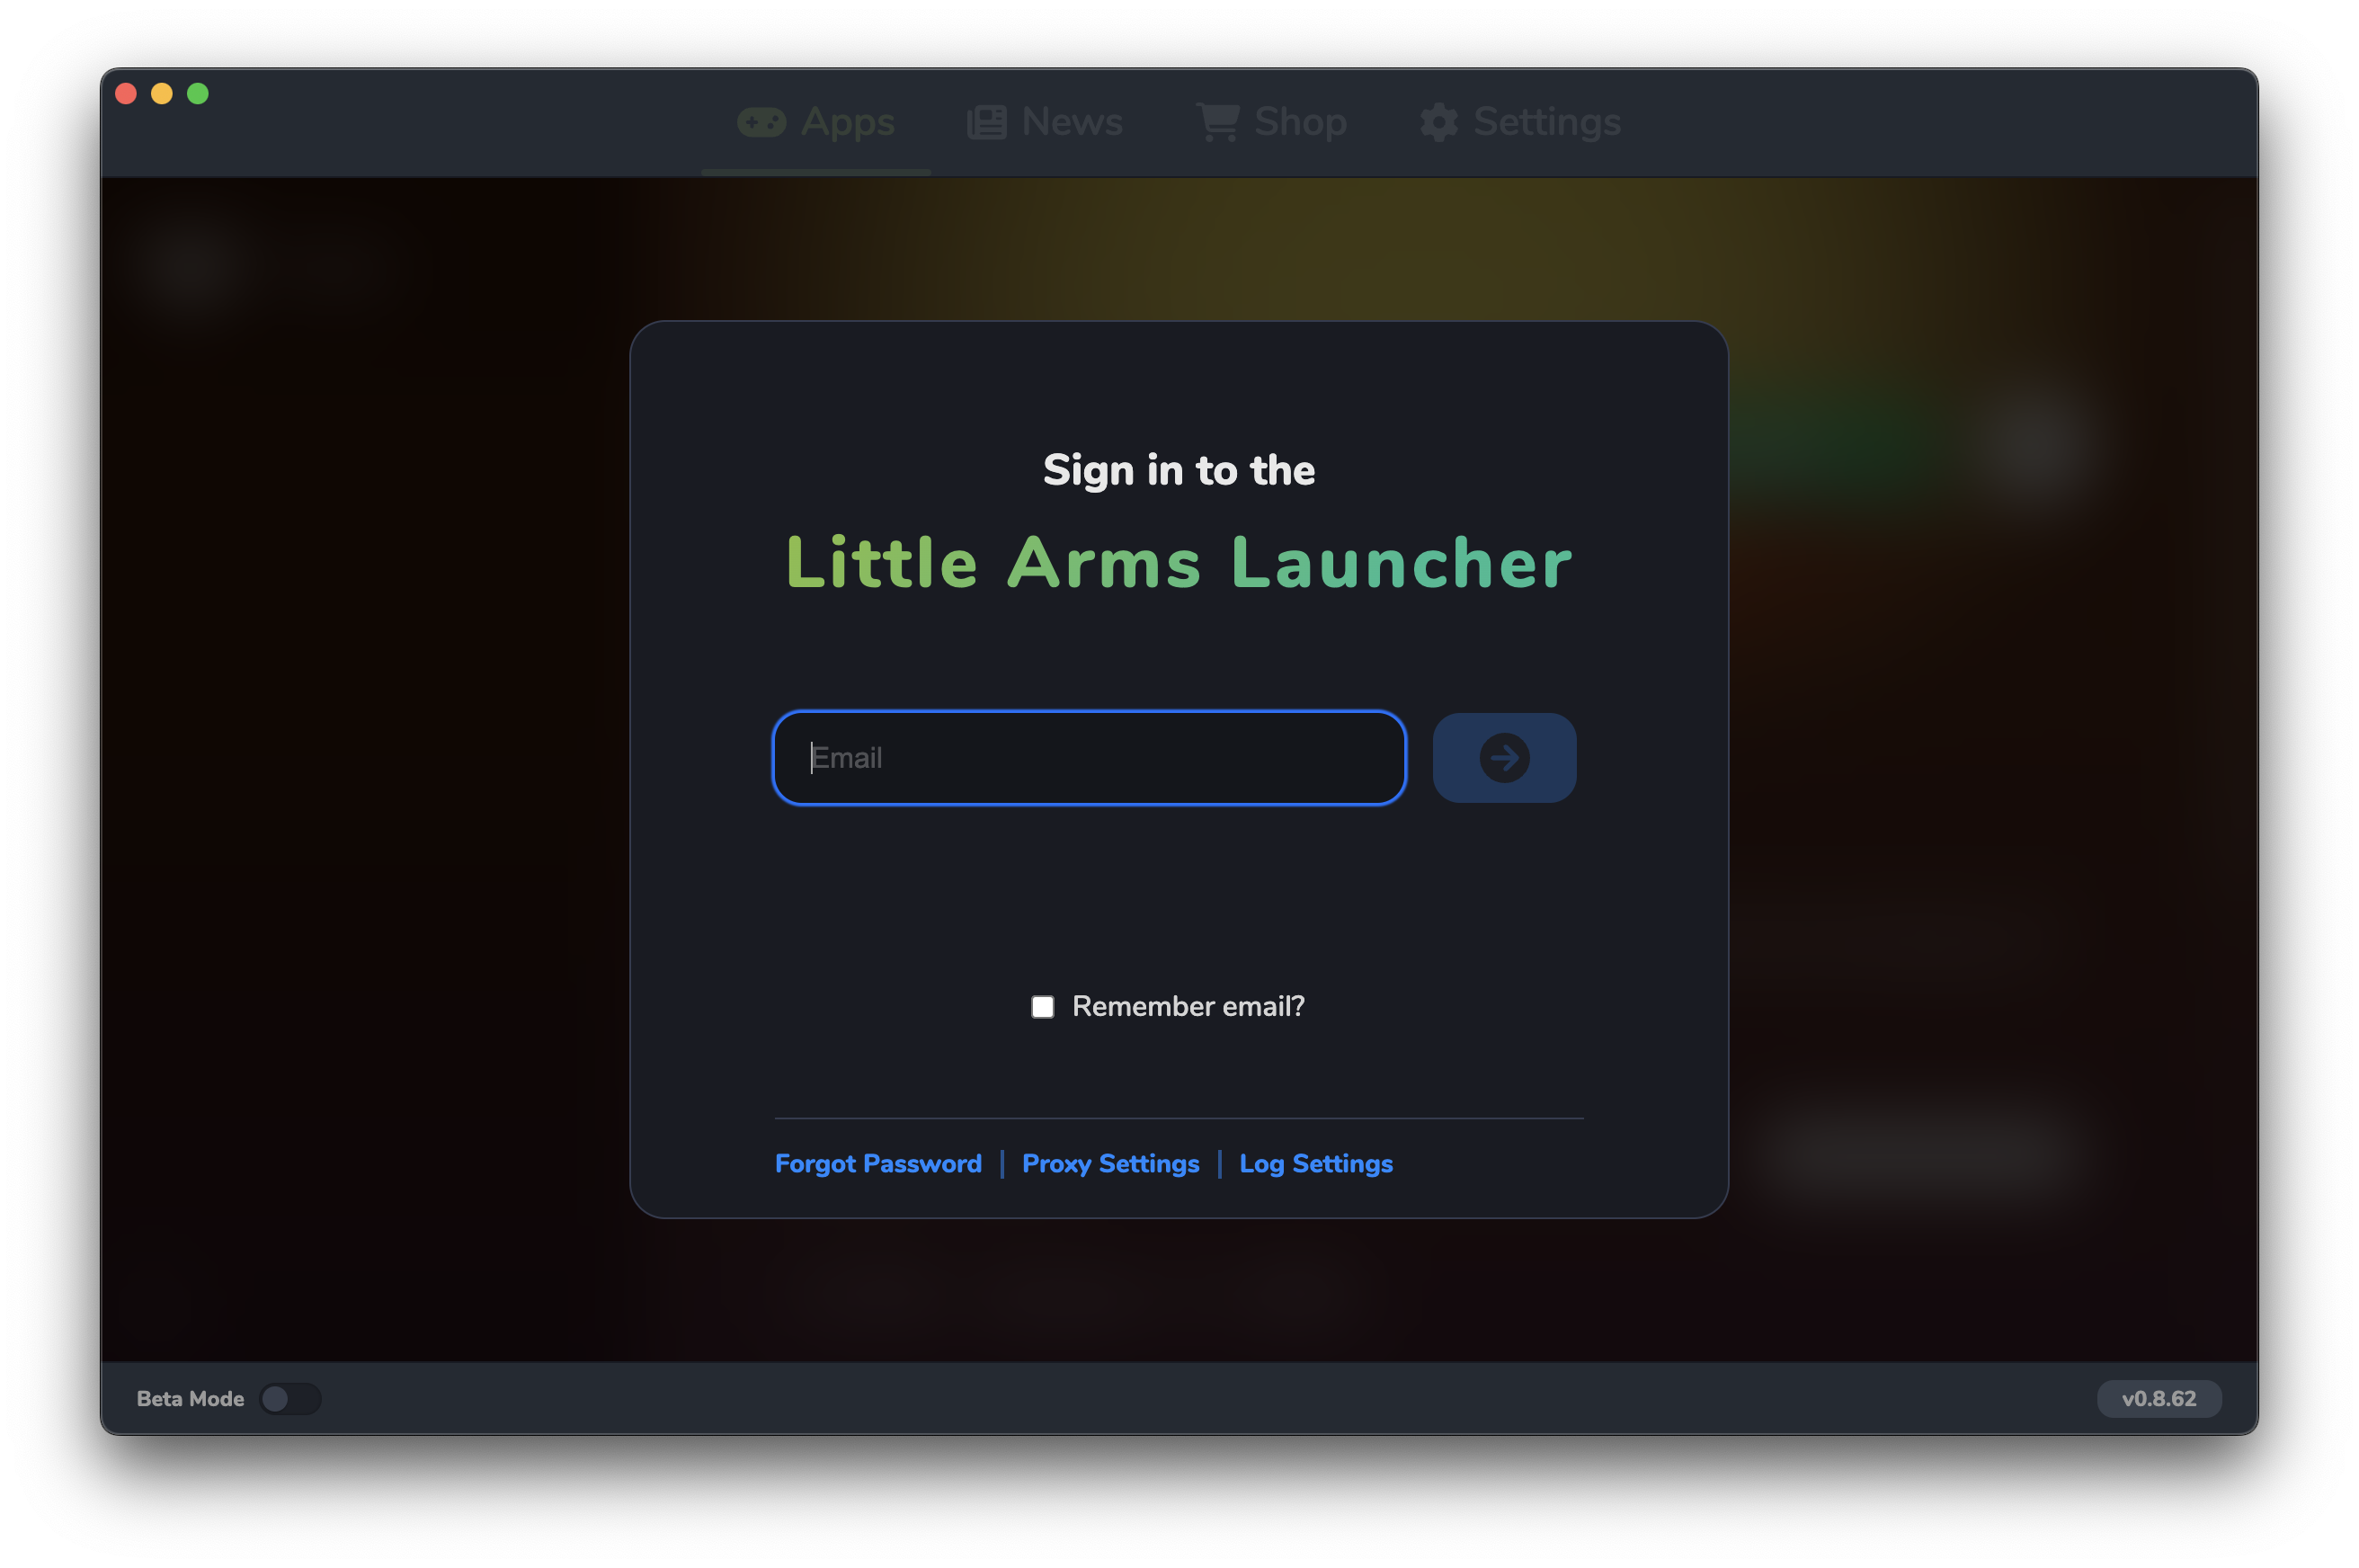 Apps News Shop Settings
Sign in to the
Little Arms Launcher
Email
Remember email?
Forgot Password | Proxy Settings | Log Settings
Beta Mode v0.8.62